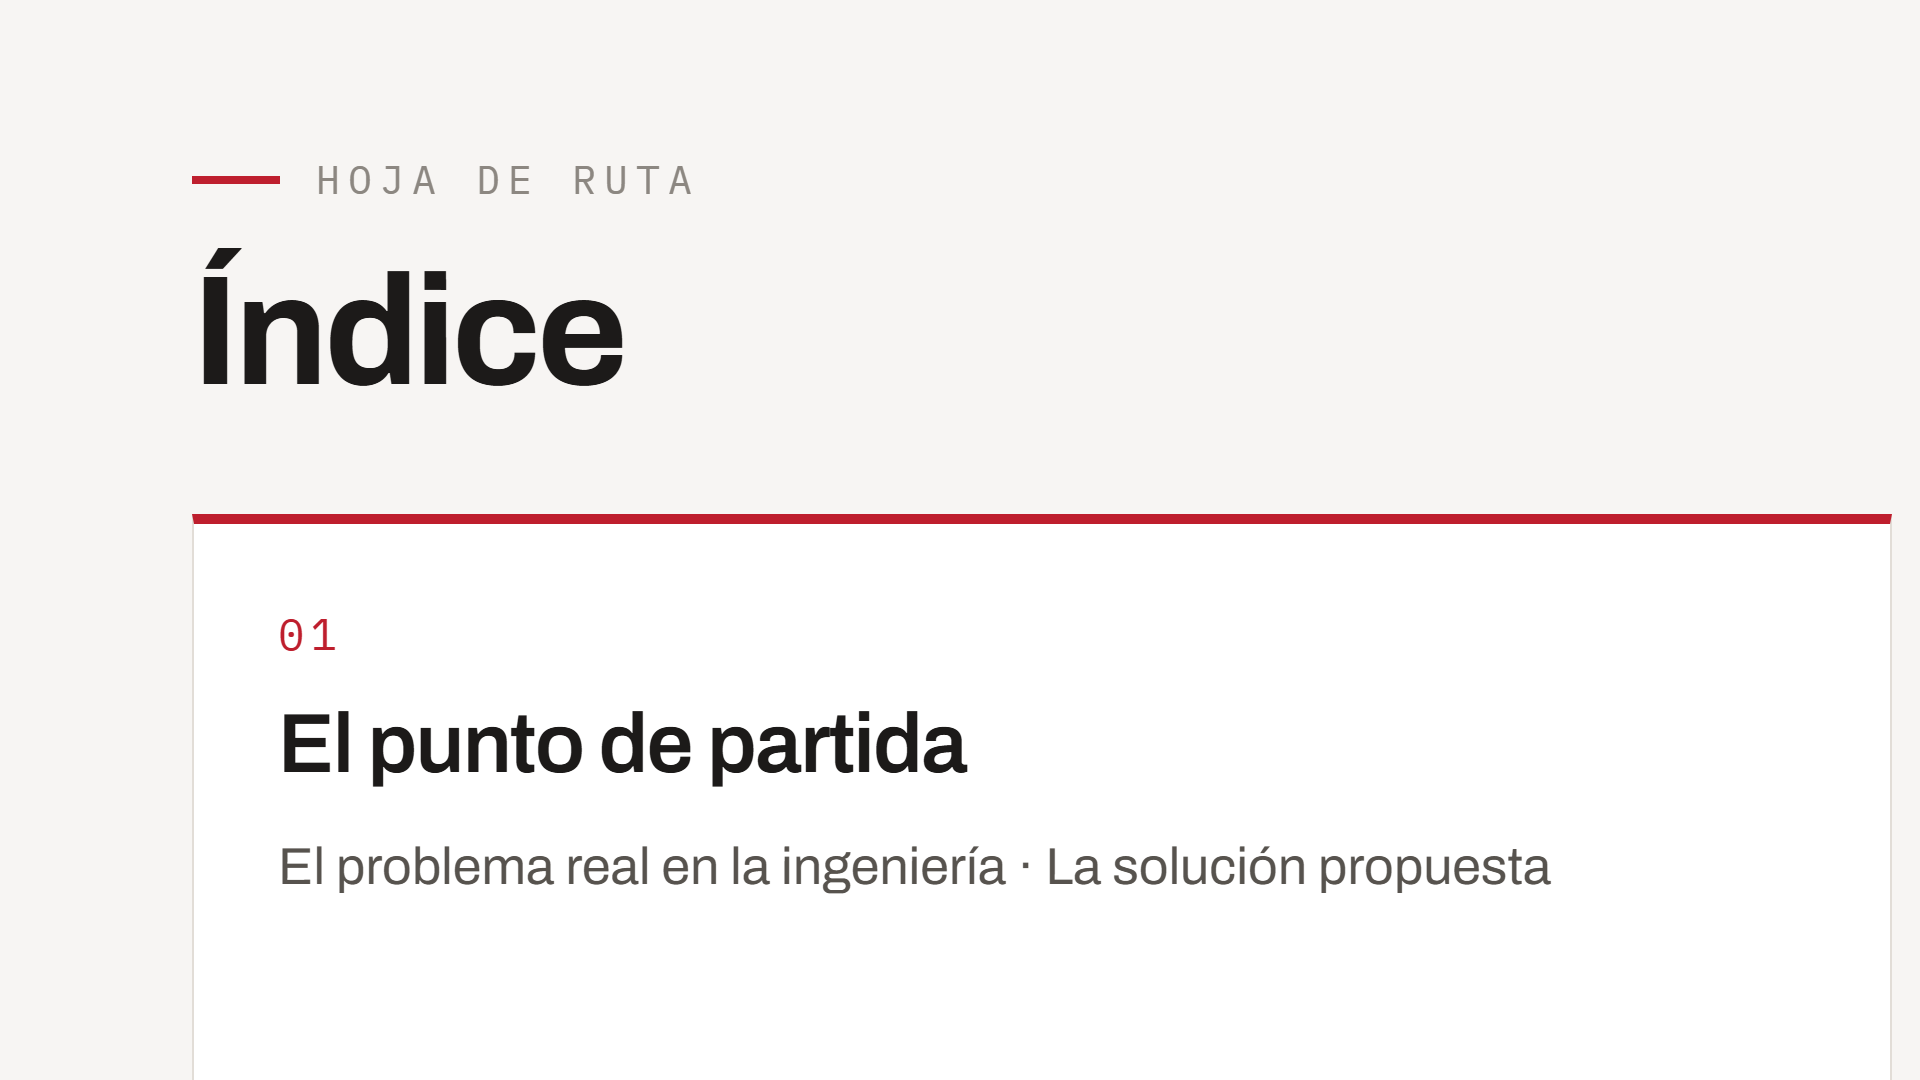 HOJA DE RUTA
Índice
01
El punto de partida
El problema real en la ingeniería · La solución propuesta